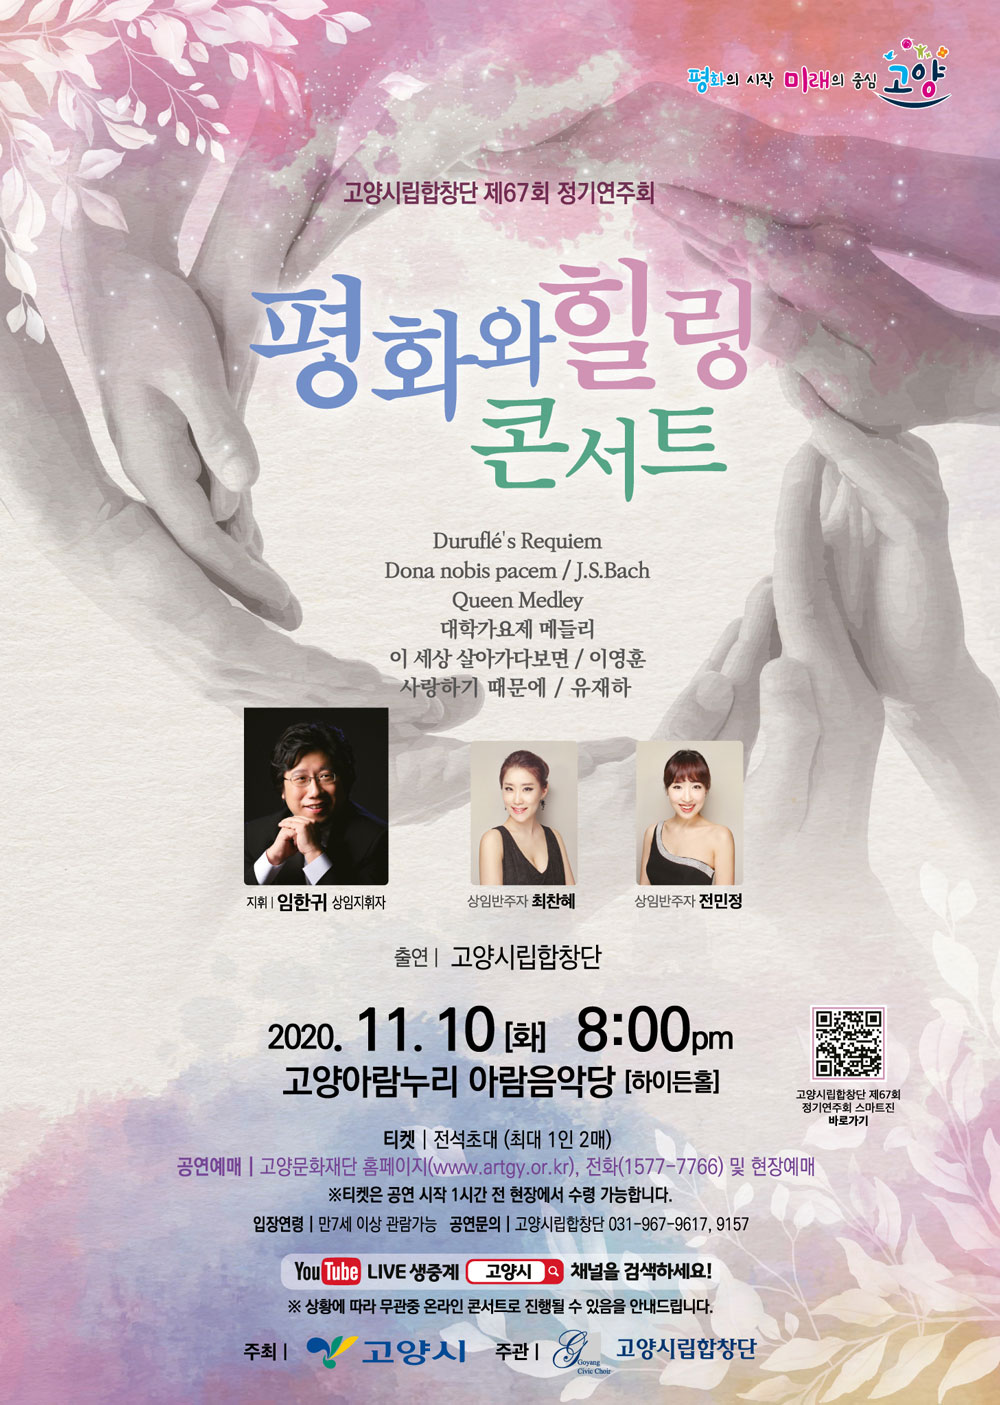 평화의 시작 미래의 중심 고양
고양시립합창단 제67회 정기연주회
평화와 힐링
콘서트
Duruflé's Requiem
Dona nobis pacem / J.S.Bach
Queen Medley
대학가요제 메들리
이 세상 살아가다보면 / 이영훈
사랑하기 때문에 / 유재하
지휘 | 임한귀 상임지휘자
상임반주자 최찬혜
상임반주자 전민정
출연 | 고양시립합창단
2020. 11. 10 [화] 8:00pm
고양아람누리 아람음악당 [하이든홀]
고양시립합창단 제67회
정기연주회 스마트진
바로가기
티켓 | 전석초대 (최대 1인 2매)
공연예매 | 고양문화재단 홈페이지(www.artgy.or.kr), 전화(1577-7766) 및 현장예매
※티켓은 공연 시작 1시간 전 현장에서 수령 가능합니다.
입장연령 | 만7세 이상 관람가능 공연문의 | 고양시립합창단 031-967-9617, 9157
YouTube LIVE 생중계 고양시 채널을 검색하세요!
※ 상황에 따라 무관중 온라인 콘서트로 진행될 수 있음을 안내드립니다.
주최 | 고양시 주관 | Goyang Civic Choir 고양시립합창단